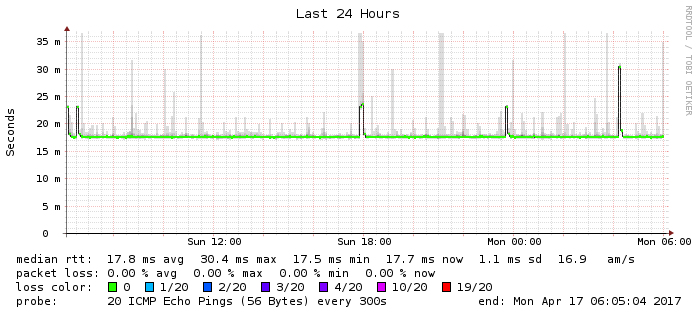 Last 24 Hours
RRDTOOL / TOBI OETIKER
Seconds
35 m
30 m
25 m
20 m
15 m
10 m
5 m
0
Sun 12:00 Sun 18:00 Mon 00:00 Mon 06:00
median rtt: 17.8 ms avg 30.4 ms max 17.5 ms min 17.7 ms now 1.1 ms sd 16.9 am/s
packet loss: 0.00 % avg 0.00 % max 0.00 % min 0.00 % now
loss color: 0 1/20 2/20 3/20 4/20 10/20 19/20
probe: 20 ICMP Echo Pings (56 Bytes) every 300s end: Mon Apr 17 06:05:04 2017